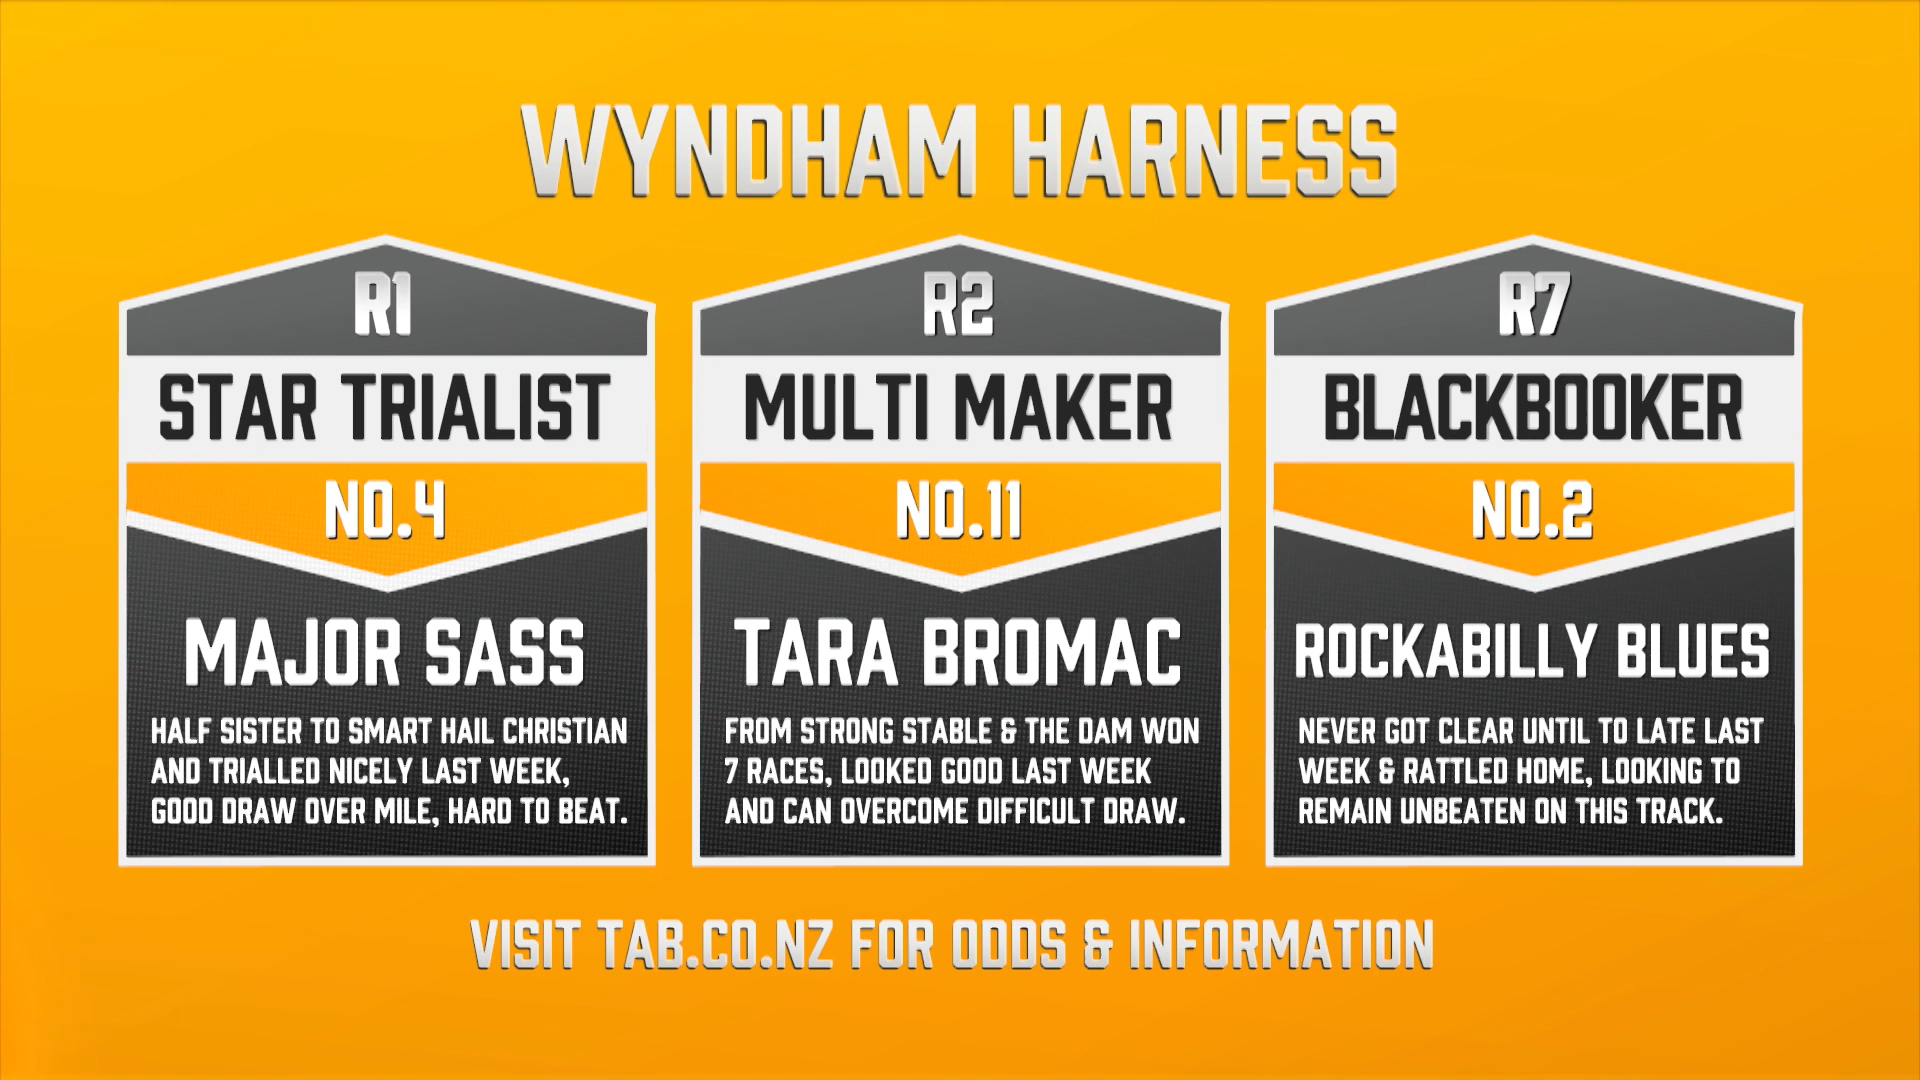 WYNDHAM HARNESS
R1
STAR TRIALIST
NO.4
MAJOR SASS
HALF SISTER TO SMART HAIL CHRISTIAN
AND TRIALLED NICELY LAST WEEK,
GOOD DRAW OVER MILE, HARD TO BEAT.
R2
MULTI MAKER
NO.11
TARA BROMAC
FROM STRONG STABLE & THE DAM WON
7 RACES, LOOKED GOOD LAST WEEK
AND CAN OVERCOME DIFFICULT DRAW.
R7
BLACKBOOKER
NO.2
ROCKABILLY BLUES
NEVER GOT CLEAR UNTIL TO LATE LAST
WEEK & RATTLED HOME, LOOKING TO
REMAIN UNBEATEN ON THIS TRACK.
VISIT TAB.CO.NZ FOR ODDS & INFORMATION